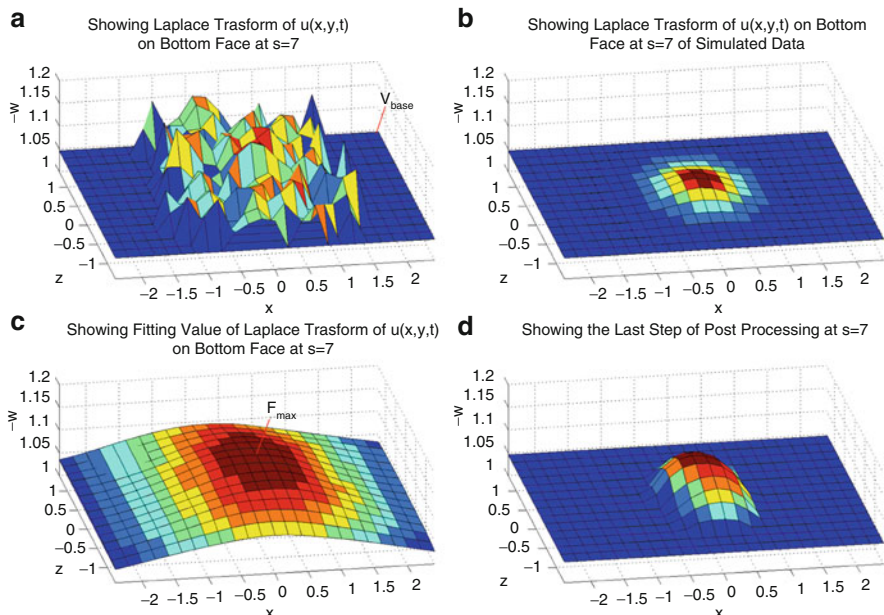 a
Showing Laplace Trasform of u(x,y,t)
on Bottom Face at s=7
1.2
1.15
1.1
1.05
1
−w
V_base
1
0.5
0
−0.5
−1
z
−2 −1.5 −1 −0.5 0 0.5 1 1.5 2
x
b
Showing Laplace Trasform of u(x,y,t) on Bottom
Face at s=7 of Simulated Data
1.2
1.15
1.1
1.05
1
−w
1
0.5
0
−0.5
−1
z
−2 −1.5 −1 −0.5 0 0.5 1 1.5 2
x
c
Showing Fitting Value of Laplace Trasform of u(x,y,t)
on Bottom Face at s=7
1.2
1.15
1.1
1.05
1
−w
F_max
1
0.5
0
−0.5
−1
z
−2 −1.5 −1 −0.5 0 0.5 1 1.5 2
x
d
Showing the Last Step of Post Processing at s=7
1.2
1.15
1.1
1.05
1
−w
1
0.5
0
−0.5
−1
z
−2 −1.5 −1 −0.5 0 0.5 1 1.5 2
x